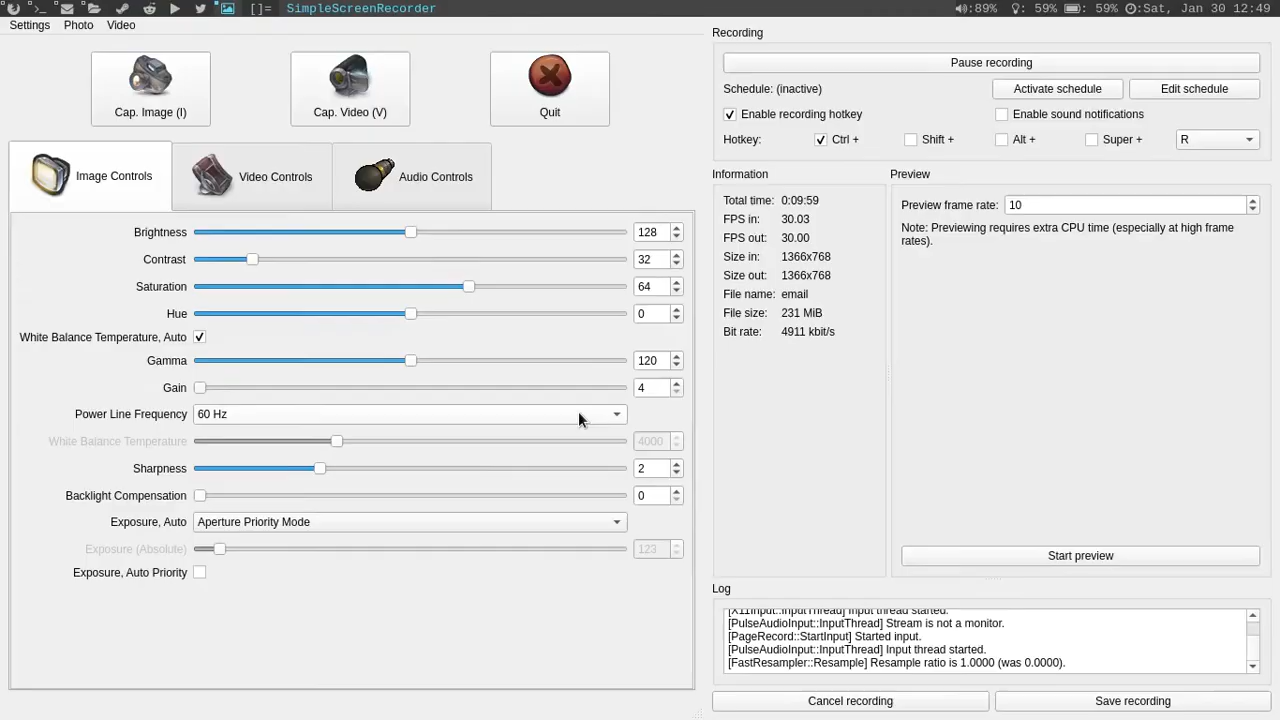 []= SimpleScreenRecorder
:89% : 59% : 59% :Sat, Jan 30 12:49
Settings Photo Video
Cap. Image (I)
Cap. Video (V)
Quit
Image Controls
Video Controls
Audio Controls
Brightness 128
Contrast 32
Saturation 64
Hue 0
White Balance Temperature, Auto
Gamma 120
Gain 4
Power Line Frequency 60 Hz
White Balance Temperature 4000
Sharpness 2
Backlight Compensation 0
Exposure, Auto Aperture Priority Mode
Exposure (Absolute) 123
Exposure, Auto Priority
Recording
Pause recording
Schedule: (inactive) Activate schedule Edit schedule
Enable recording hotkey Enable sound notifications
Hotkey: Ctrl + Shift + Alt + Super + R
Information
Total time: 0:09:59
FPS in: 30.03
FPS out: 30.00
Size in: 1366x768
Size out: 1366x768
File name: email
File size: 231 MiB
Bit rate: 4911 kbit/s
Preview
Preview frame rate: 10
Note: Previewing requires extra CPU time (especially at high frame
rates).
Start preview
Log
[X11Input::InputThread] Input thread started.
[PulseAudioInput::InputThread] Stream is not a monitor.
[PageRecord::StartInput] Started input.
[PulseAudioInput::InputThread] Input thread started.
[FastResampler::Resample] Resample ratio is 1.0000 (was 0.0000).
Cancel recording Save recording